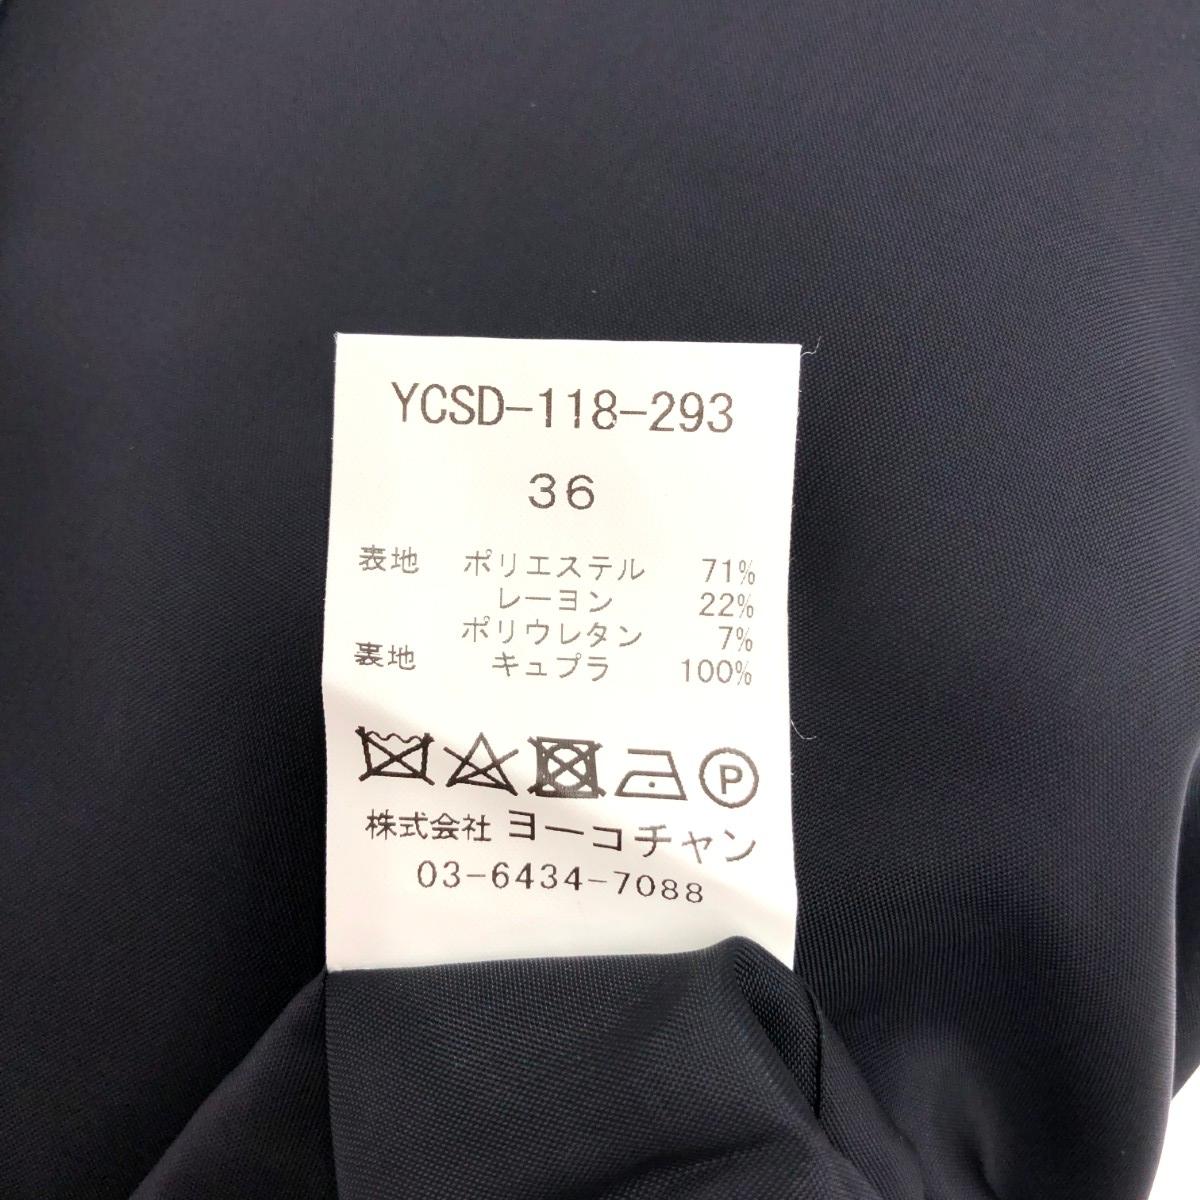 YCSD-118-293
36
表地 ポリエステル 71%
レーヨン 22%
ポリウレタン 7%
裏地 キュプラ 100%
P
株式会社 ヨーコチャン
03-6434-7088